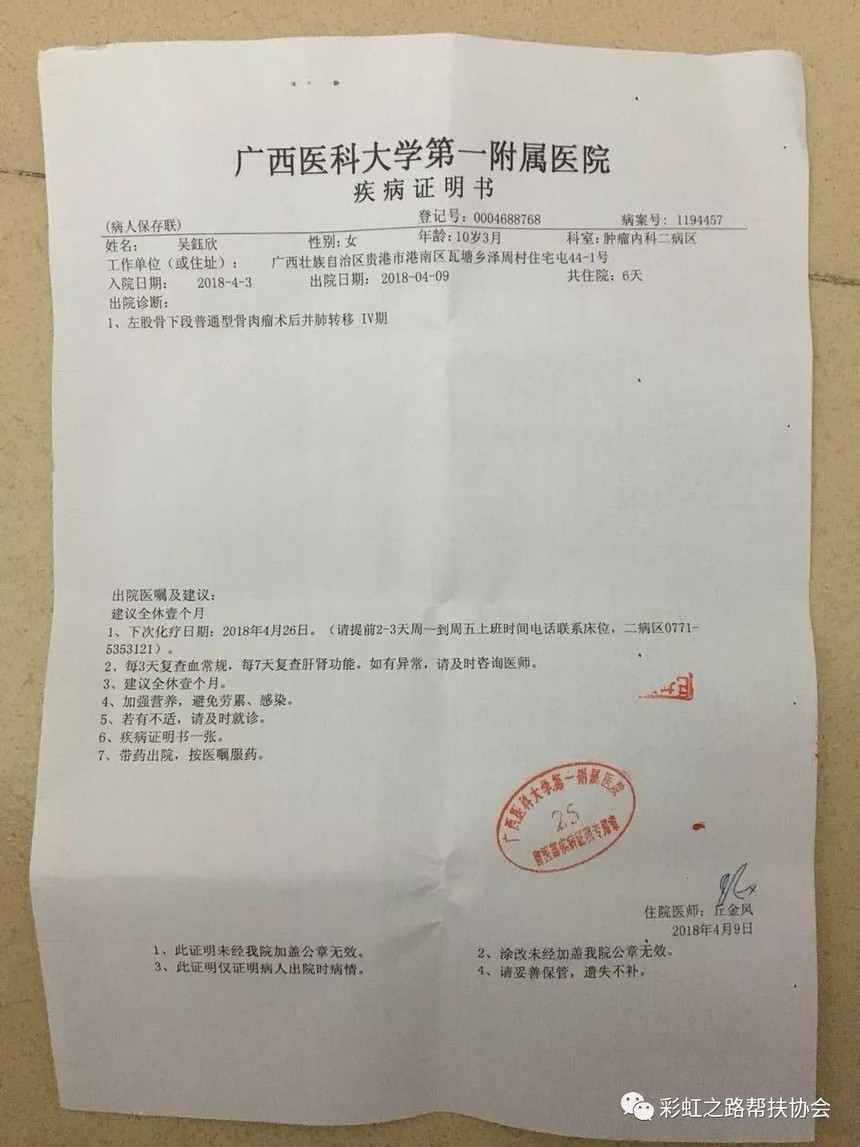 广西医科大学第一附属医院
疾病证明书
(病人保存联) 登记号: 0004688768 病案号: 1194457
姓名: 吴鈺欣 性别: 女 年龄: 10岁3月 科室: 肿瘤内科二病区
工作单位（或住址）: 广西壮族自治区贵港市港南区瓦塘乡泽周村住宅屯44-1号
入院日期: 2018-4-3 出院日期: 2018-04-09 共住院: 6天
出院诊断:
1、左股骨下段普通型骨肉瘤术后并肺转移 IV期
出院医嘱及建议:
建议全休壹个月
1、下次化疗日期: 2018年4月26日。（请提前2-3天周一到周五上班时间电话联系床位，二病区0771-
5353121）。
2、每3天复查血常规，每7天复查肝肾功能。如有异常，请及时咨询医师。
3、建议全休壹个月。
4、加强营养，避免劳累、感染。
5、若有不适，请及时就诊。
6、疾病证明书一张。
7、带药出院，按医嘱服药。
广西医科大学第一附属医院
25
疾病证明专用章
住院医师: 丘金风
2018年4月9日
1、此证明未经我院加盖公章无效。 2、涂改未经加盖我院公章无效。
3、此证明仅证明病人出院时病情。 4、请妥善保管，遗失不补。
彩虹之路帮扶协会